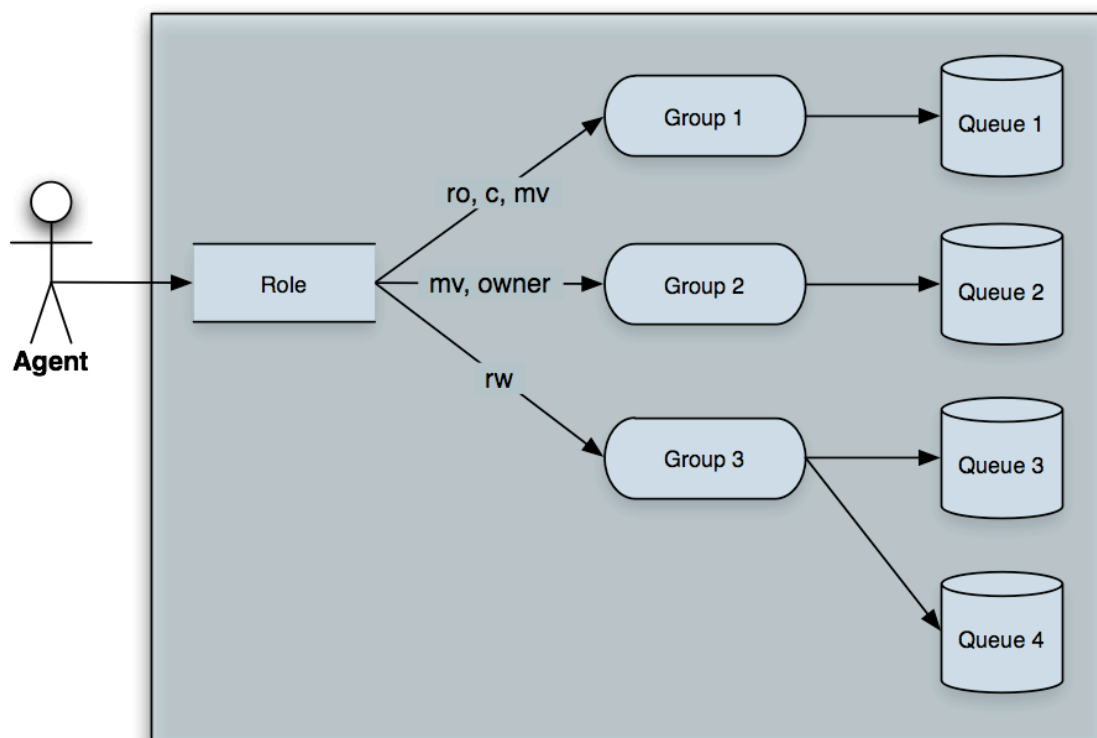 Group 1
Queue 1
ro, c, mv
Role
mv, owner
Group 2
Queue 2
Agent
rw
Group 3
Queue 3
Queue 4